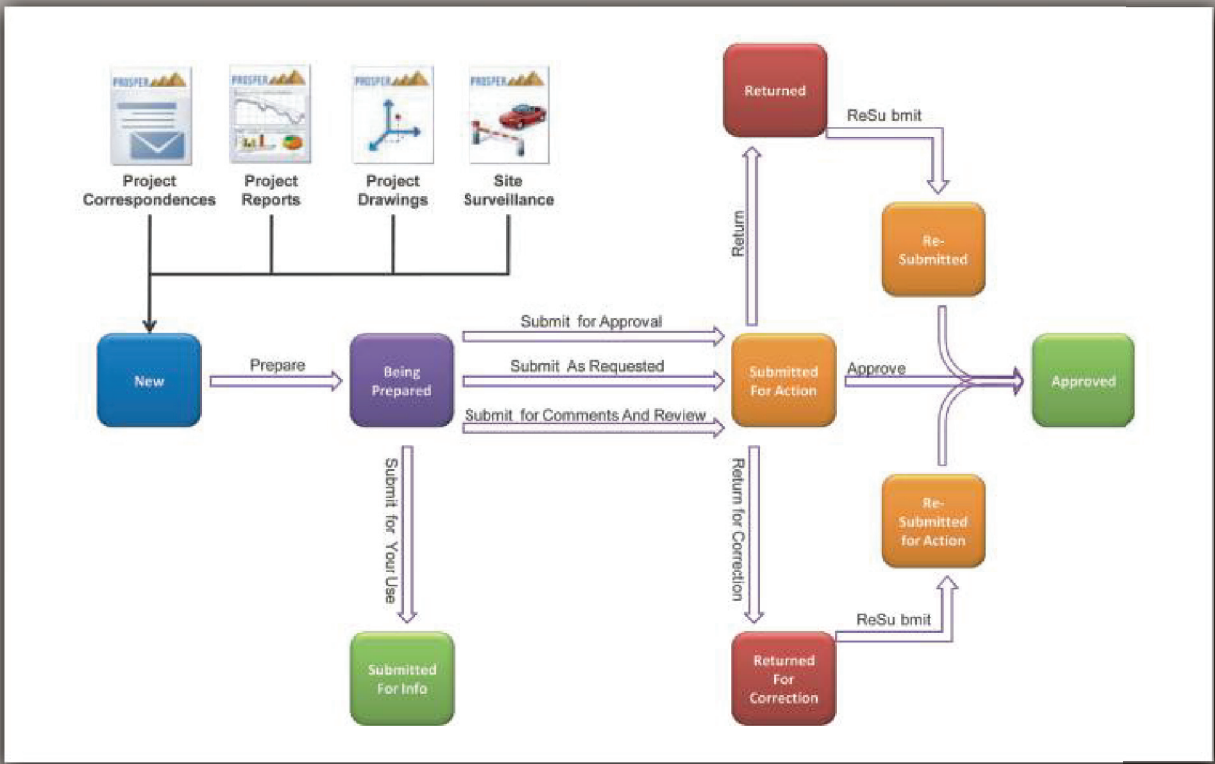 PROSPER
PROSPER
PROSPER
PROSPER
Project
Correspondences
Project
Reports
Project
Drawings
Site
Surveillance
Returned
ReSu bmit
Return
Re-
Submitted
New
Prepare
Being
Prepared
Submit for Approval
Submit As Requested
Submit for Comments And Review
Submitted
For Action
Approve
Approved
Submit for Your Use
Return for Correction
Re-
Submitted
for Action
ReSu bmit
Submitted
For Info
Returned
For
Correction